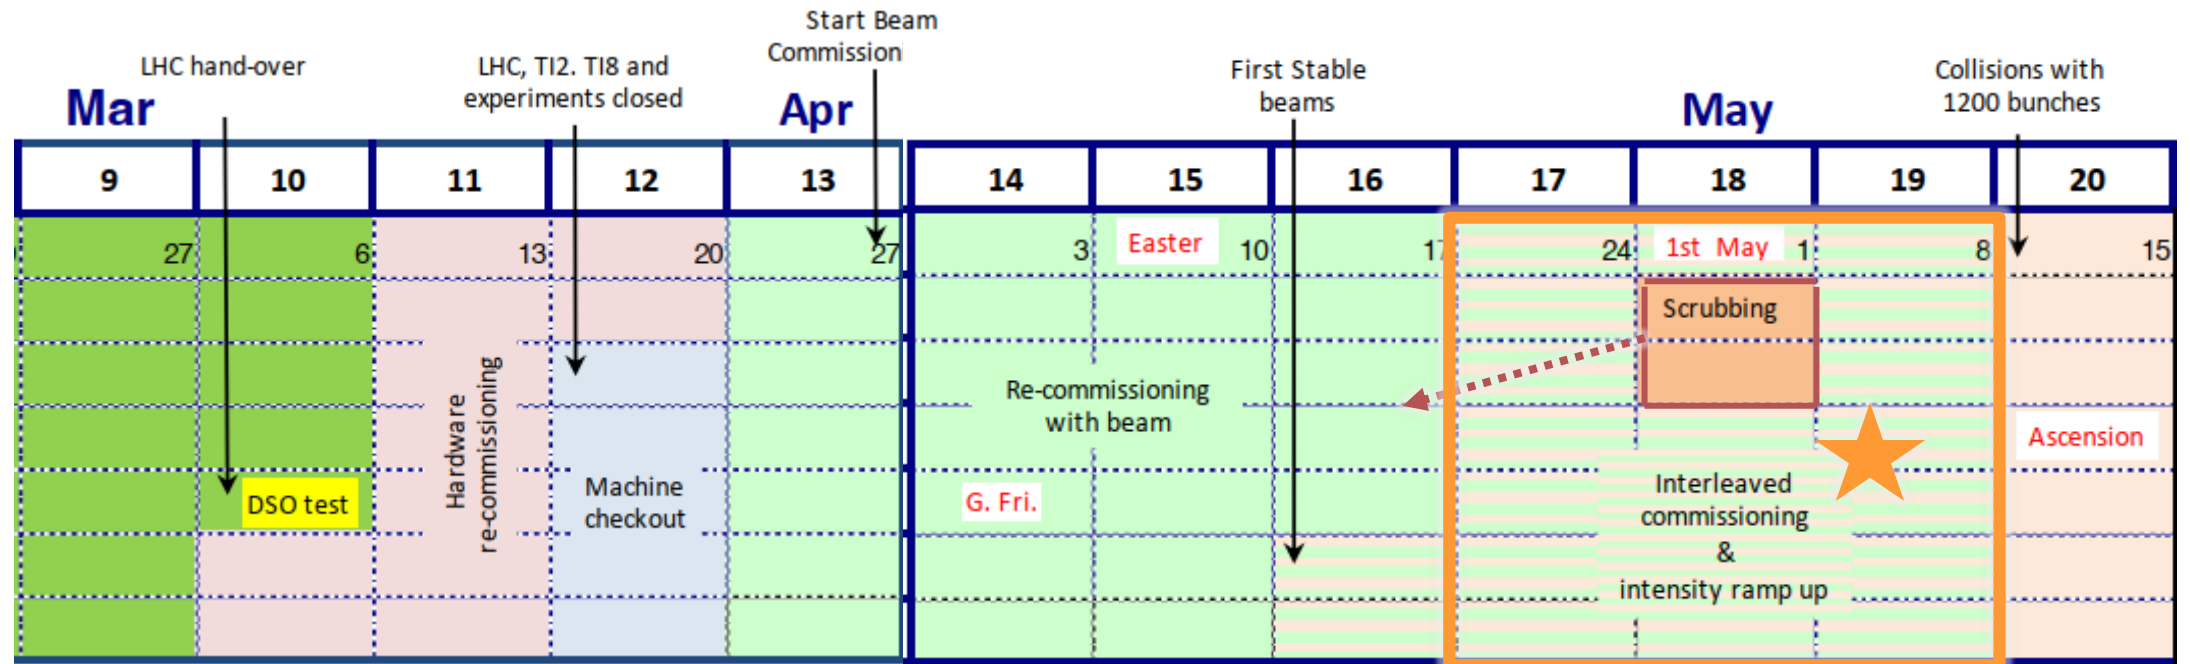 Start Beam
Commission
LHC hand-over
LHC, TI2. TI8 and
experiments closed
First Stable
beams
Collisions with
1200 bunches
Mar
Apr
May
9 10 11 12 13 14 15 16 17 18 19 20
27 6 13 20 27 3 Easter 10 17 24 1st May 1 8 15
Scrubbing
Hardware
re-commissioning
Re-commissioning
with beam
Ascension
DSO test
Machine
checkout
G. Fri.
Interleaved
commissioning
&
intensity ramp up